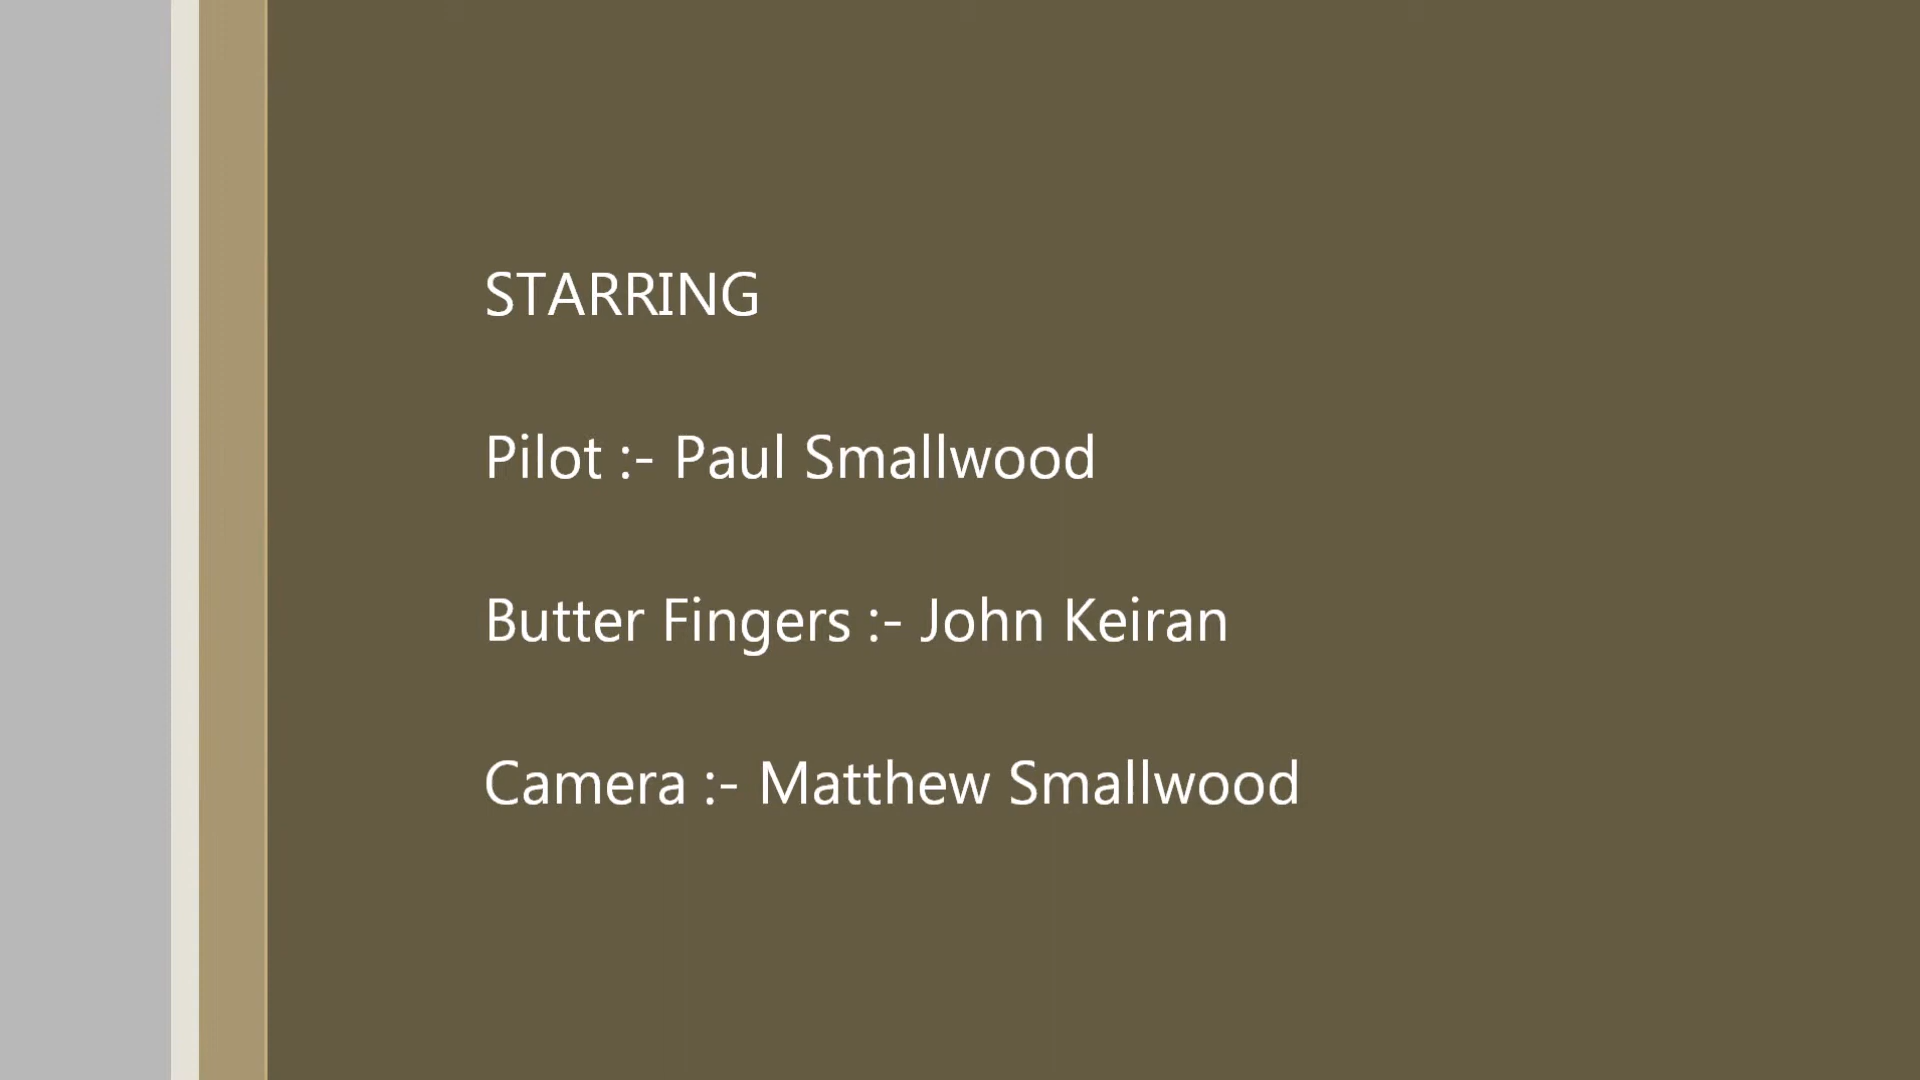 STARRING
Pilot :- Paul Smallwood
Butter Fingers :- John Keiran
Camera :- Matthew Smallwood